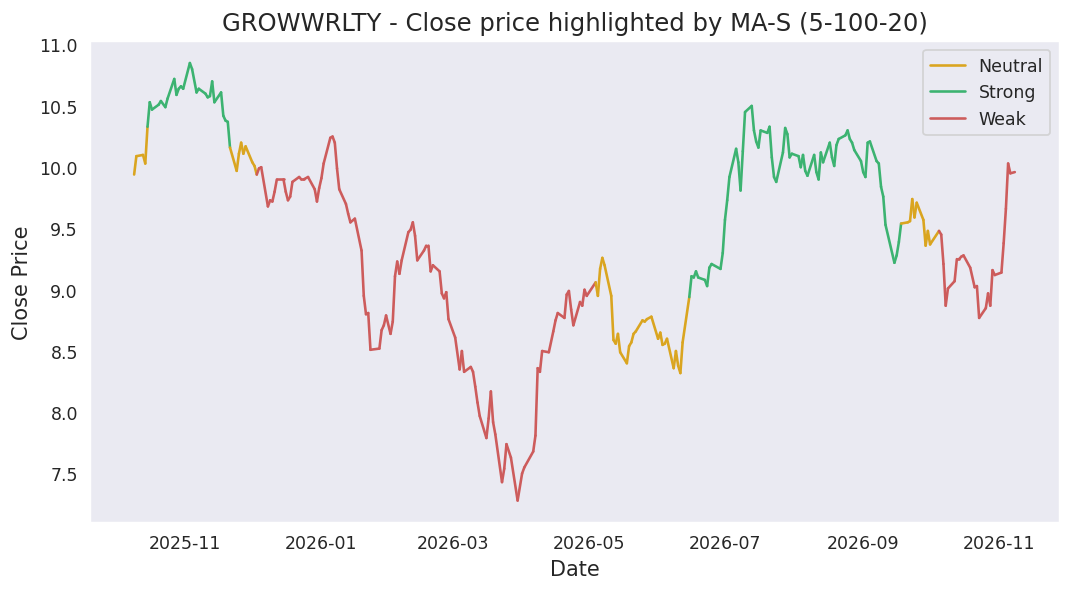 GROWWRLTY - Close price highlighted by MA-S (5-100-20)
11.0
10.5
10.0
9.5
9.0
8.5
8.0
7.5
Close Price
Neutral
Strong
Weak
2025-11
2026-01
2026-03
2026-05
2026-07
2026-09
2026-11
Date